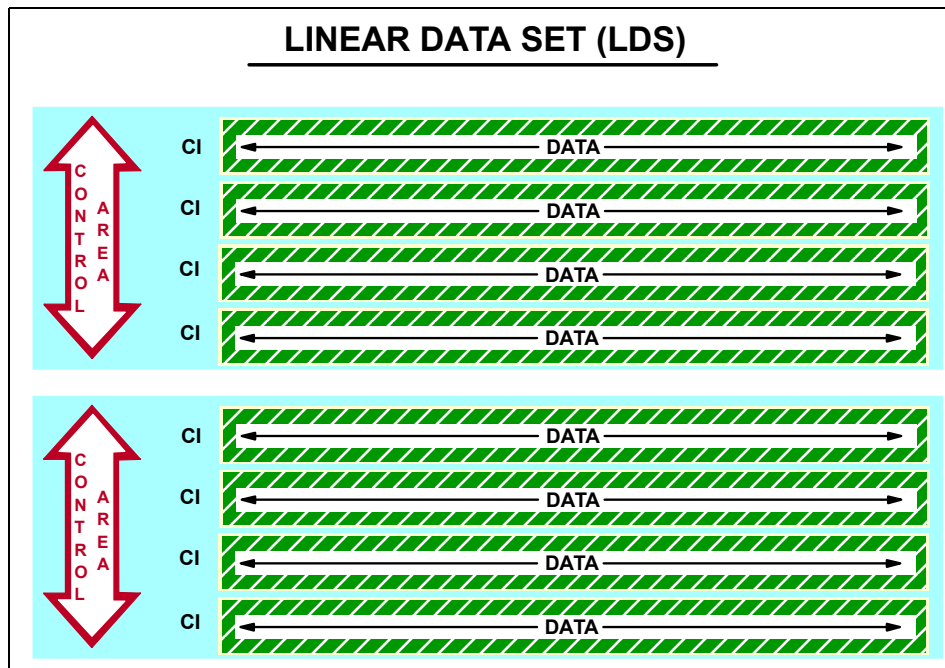 LINEAR DATA SET (LDS)
CONTROL
AREA
CI DATA
CI DATA
CI DATA
CI DATA
CONTROL
AREA
CI DATA
CI DATA
CI DATA
CI DATA